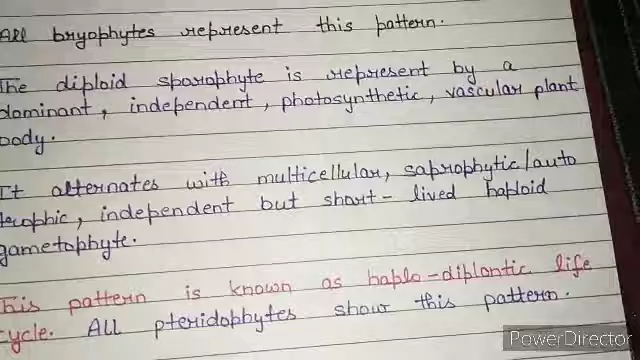 All bryophytes represent this pattern.
The diploid sporophyte is represent by a
dominant, independent, photosynthetic, vascular plant
body.
It alternates with multicellular, saprophytic/auto
trophic, independent but short-lived haploid
gametophyte.
This pattern is known as haplo-diplontic life
cycle. All pteridophytes show this pattern.
PowerDirector